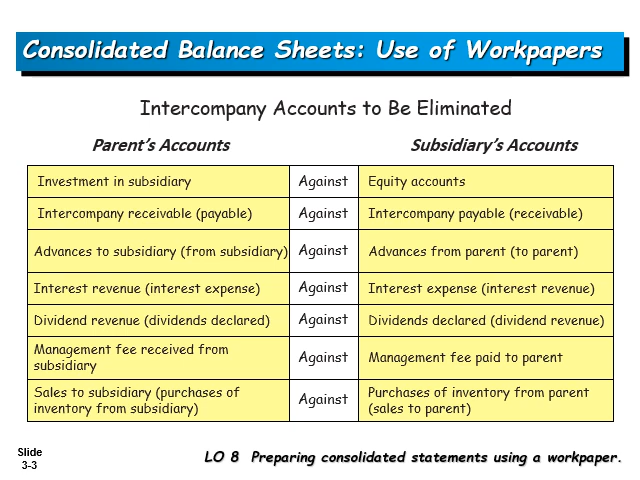 Consolidated Balance Sheets: Use of Workpapers
Intercompany Accounts to Be Eliminated
Parent’s Accounts Subsidiary’s Accounts
Investment in subsidiary Against Equity accounts
Intercompany receivable (payable) Against Intercompany payable (receivable)
Advances to subsidiary (from subsidiary) Against Advances from parent (to parent)
Interest revenue (interest expense) Against Interest expense (interest revenue)
Dividend revenue (dividends declared) Against Dividends declared (dividend revenue)
Management fee received from
subsidiary Against Management fee paid to parent
Sales to subsidiary (purchases of
inventory from subsidiary) Against Purchases of inventory from parent
(sales to parent)
Slide
3-3
LO 8 Preparing consolidated statements using a workpaper.